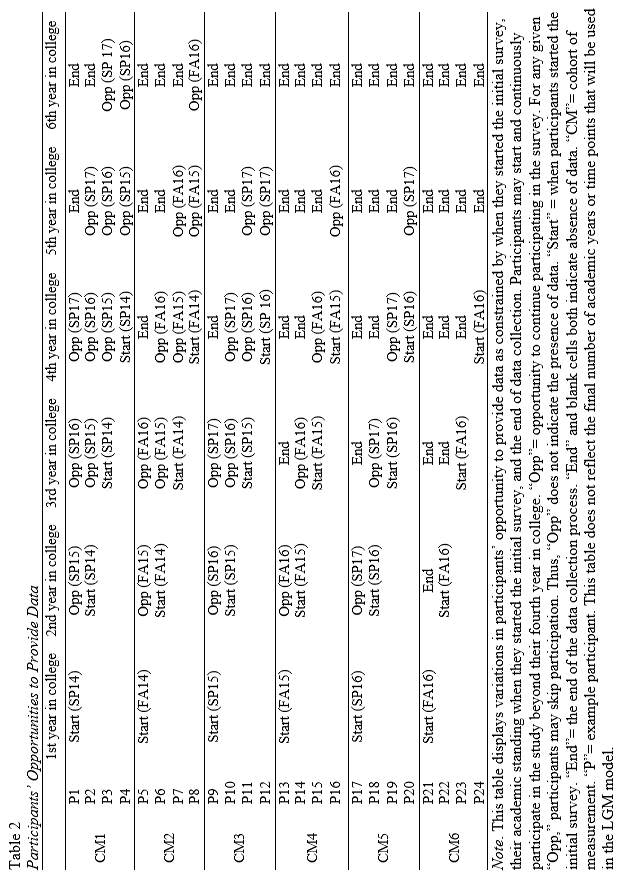 Table 2
Participants' Opportunities to Provide Data
1st year in college 2nd year in college 3rd year in college 4th year in college 5th year in college 6th year in college
CM1
P1 Start (SP14) Opp (SP15) Opp (SP16) Opp (SP17) End End
P2 Start (SP14) Opp (SP15) Opp (SP16) Opp (SP17) End
P3 Start (SP14) Opp (SP15) Opp (SP16) Opp (SP 17)
P4 Start (SP14) Opp (SP15) Opp (SP16)
CM2
P5 Start (FA14) Opp (FA15) Opp (FA16) End End End
P6 Start (FA14) Opp (FA15) Opp (FA16) End End
P7 Start (FA14) Opp (FA15) Opp (FA16) End
P8 Start (FA14) Opp (FA15) Opp (FA16)
CM3
P9 Start (SP15) Opp (SP16) Opp (SP17) End End End
P10 Start (SP15) Opp (SP16) Opp (SP17) End End
P11 Start (SP15) Opp (SP16) Opp (SP17) End
P12 Start (SP 16) Opp (SP17) End
CM4
P13 Start (FA15) Opp (FA16) End End End End
P14 Start (FA15) Opp (FA16) End End End
P15 Start (FA15) Opp (FA16) End End
P16 Start (FA15) Opp (FA16) End
CM5
P17 Start (SP16) Opp (SP17) End End End End
P18 Start (SP16) Opp (SP17) End End End
P19 Start (SP16) Opp (SP17) End End
P20 Start (SP16) Opp (SP17) End
CM6
P21 Start (FA16) End End End End End
P22 Start (FA16) End End End End
P23 Start (FA16) End End End
P24 Start (FA16) End End
Note. This table displays variations in participants' opportunity to provide data as constrained by when they started the initial survey,
their academic standing when they started the initial survey, and the end of data collection. Participants may start and continuously
participate in the study beyond their fourth year in college. “Opp”= opportunity to continue participating in the survey. For any given
“Opp,” participants may skip participation. Thus, “Opp” does not indicate the presence of data. “Start” = when participants started the
initial survey. “End”= the end of the data collection process. “End” and blank cells both indicate absence of data. “CM”= cohort of
measurement. “P”= example participant. This table does not reflect the final number of academic years or time points that will be used
in the LGM model.